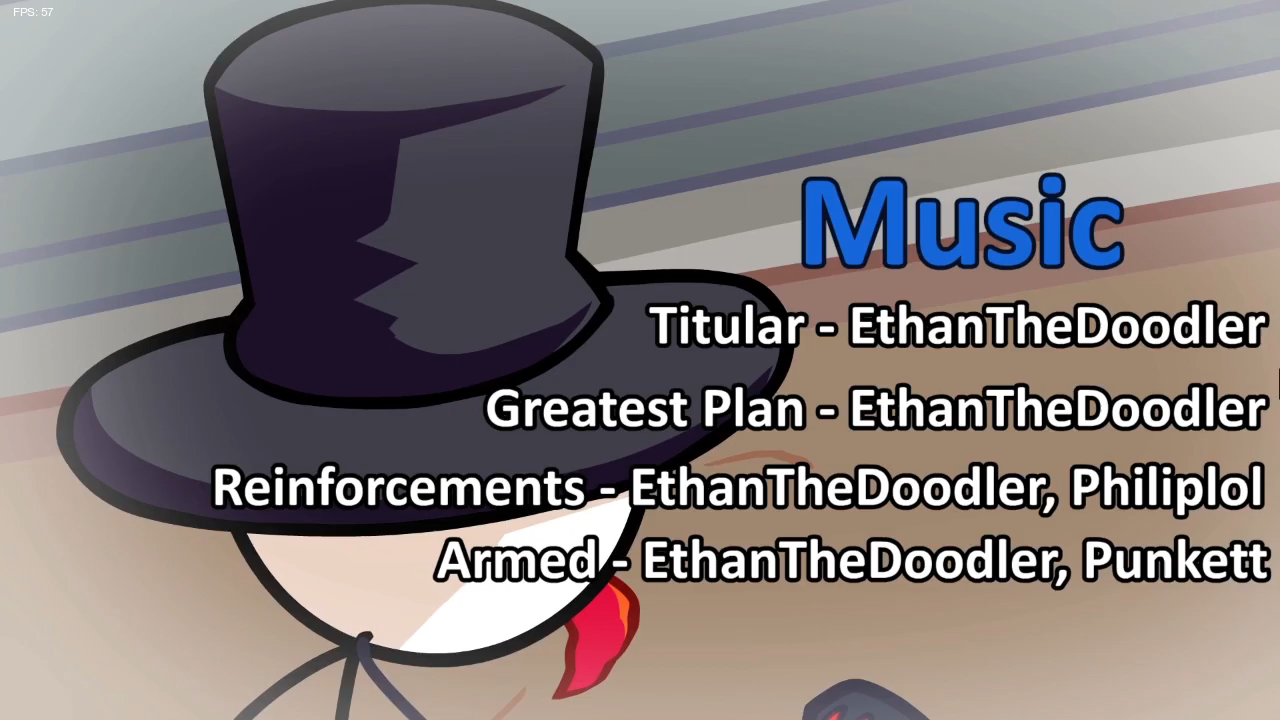 FPS: 57
Music
Titular - EthanTheDoodler
Greatest Plan - EthanTheDoodler
Reinforcements - EthanTheDoodler, Philiplol
Armed - EthanTheDoodler, Punkett